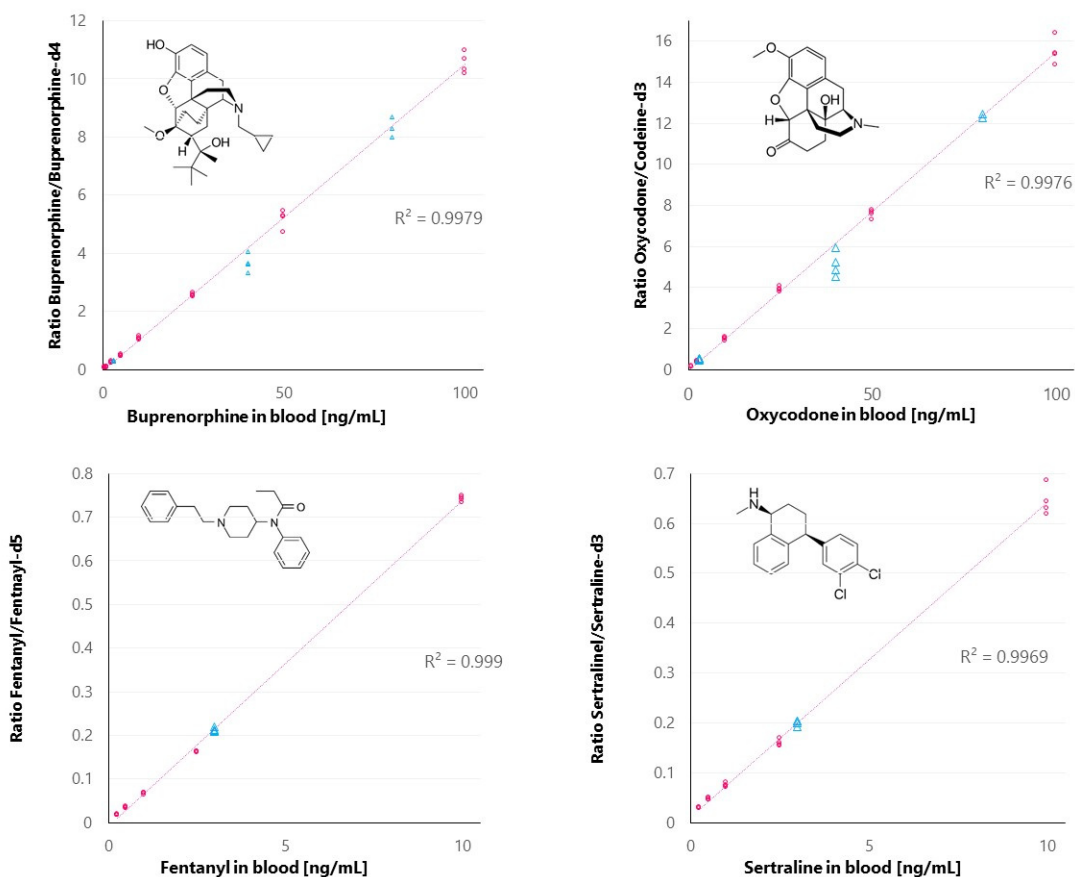 Ratio Buprenorphine/Buprenorphine-d4
12
10
8
6
4
2
0
HO
O
O
N
H
OH
R² = 0.9979
0
50
100
Buprenorphine in blood [ng/mL]
Ratio Oxycodone/Codeine-d3
16
14
12
10
8
6
4
2
0
O
O
OH
H
N
O
R² = 0.9976
0
50
100
Oxycodone in blood [ng/mL]
Ratio Fentanyl/Fentnayl-d5
0.8
0.7
0.6
0.5
0.4
0.3
0.2
0.1
0
O
N
N
R² = 0.999
0
5
10
Fentanyl in blood [ng/mL]
Ratio Sertralinel/Sertraline-d3
0.7
0.6
0.5
0.4
0.3
0.2
0.1
0
H
N
Cl
Cl
R² = 0.9969
0
5
10
Sertraline in blood [ng/mL]